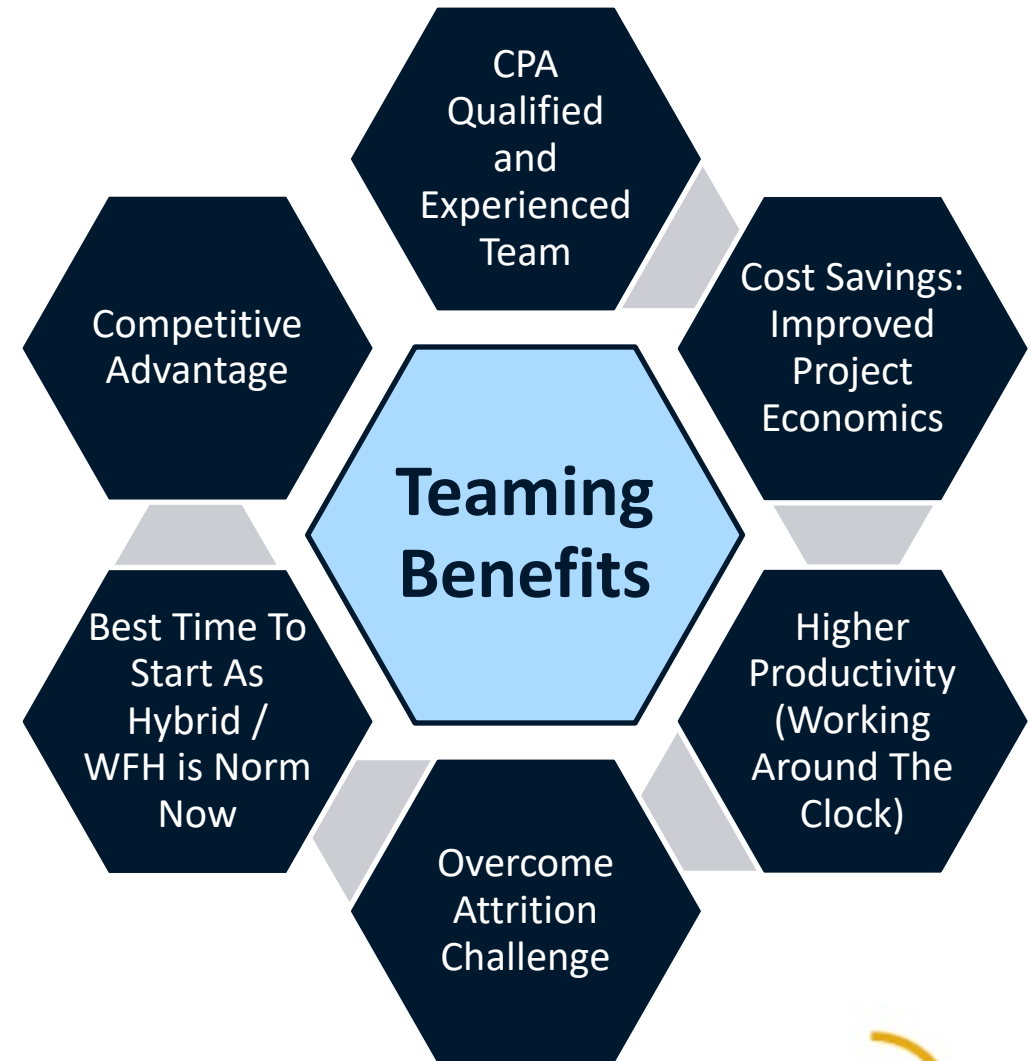 CPA
Qualified
and
Experienced
Team
Cost Savings:
Improved
Project
Economics
Higher
Productivity
(Working
Around The
Clock)
Overcome
Attrition
Challenge
Best Time To
Start As
Hybrid /
WFH is Norm
Now
Competitive
Advantage
Teaming
Benefits